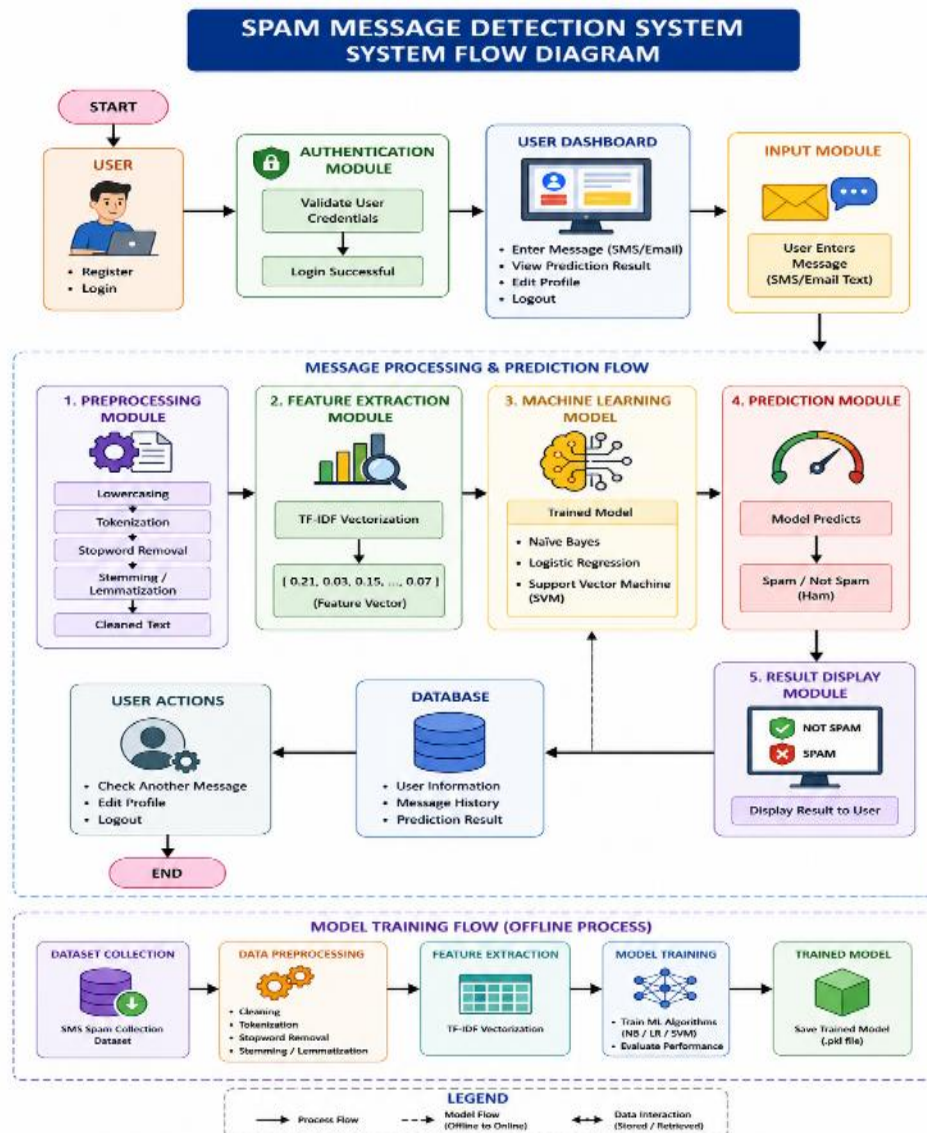 SPAM MESSAGE DETECTION SYSTEM
SYSTEM FLOW DIAGRAM
START
USER
• Register
• Login
AUTHENTICATION
MODULE
Validate User
Credentials
Login Successful
USER DASHBOARD
• Enter Message (SMS/Email)
• View Prediction Result
• Edit Profile
• Logout
INPUT MODULE
User Enters
Message
(SMS/Email Text)
MESSAGE PROCESSING & PREDICTION FLOW
1. PREPROCESSING
MODULE
Lowercasing
Tokenization
Stopword Removal
Stemming /
Lemmatization
Cleaned Text
2. FEATURE EXTRACTION
MODULE
TF-IDF Vectorization
[ 0.21, 0.03, 0.15, ..., 0.07 ]
(Feature Vector)
3. MACHINE LEARNING
MODEL
Trained Model
• Naïve Bayes
• Logistic Regression
• Support Vector Machine
(SVM)
4. PREDICTION MODULE
Model Predicts
Spam / Not Spam
(Ham)
5. RESULT DISPLAY
MODULE
NOT SPAM
SPAM
Display Result to User
DATABASE
• User Information
• Message History
• Prediction Result
USER ACTIONS
• Check Another Message
• Edit Profile
• Logout
END
MODEL TRAINING FLOW (OFFLINE PROCESS)
DATASET COLLECTION
SMS Spam Collection
Dataset
DATA PREPROCESSING
• Cleaning
• Tokenization
• Stopword Removal
• Stemming / Lemmatization
FEATURE EXTRACTION
TF-IDF Vectorization
MODEL TRAINING
• Train ML Algorithms
(NB / LR / SVM)
• Evaluate Performance
TRAINED MODEL
Save Trained Model
(.pkl file)
LEGEND
Process Flow
Model Flow
(Offline to Online)
Data Interaction
(Stored / Retrieved)